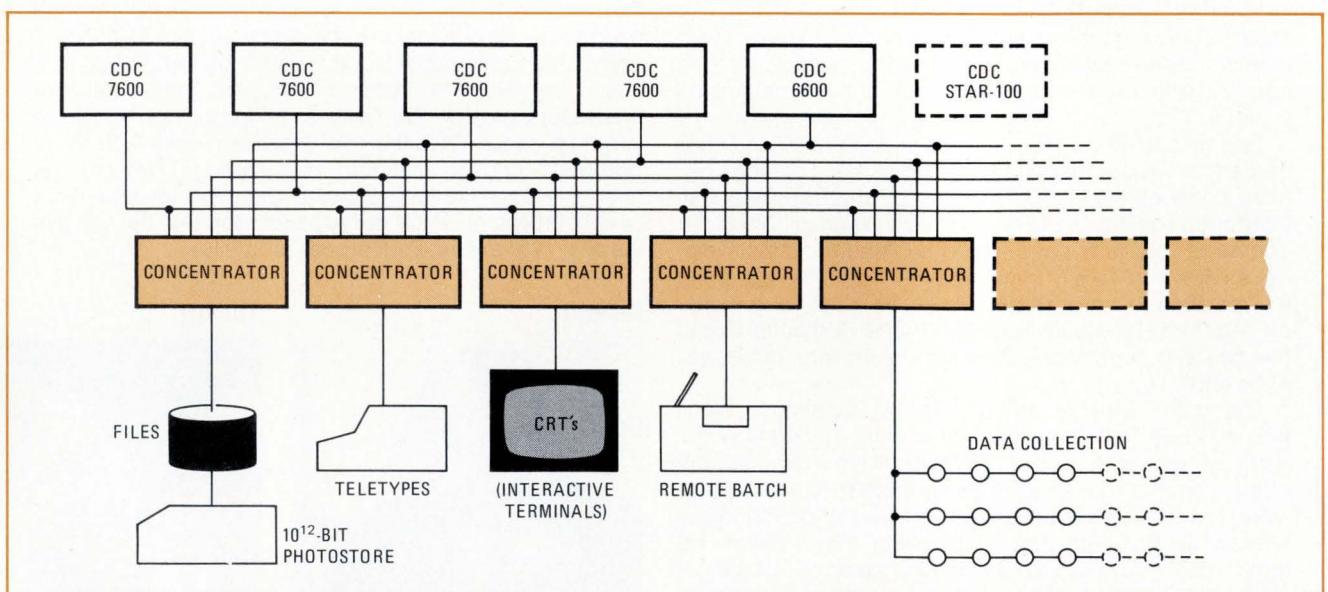 CDC
7600
CDC
7600
CDC
7600
CDC
7600
CDC
6600
CDC
STAR-100
CONCENTRATOR
CONCENTRATOR
CONCENTRATOR
CONCENTRATOR
CONCENTRATOR
FILES
10¹²-BIT
PHOTOSTORE
TELETYPES
CRT's
(INTERACTIVE
TERMINALS)
REMOTE BATCH
DATA COLLECTION